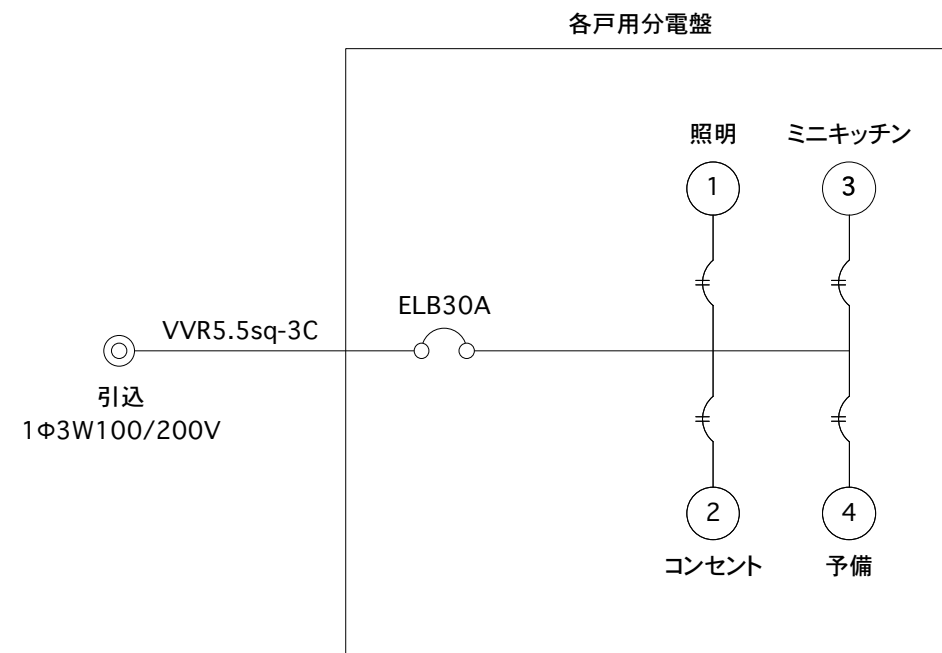 各戸用分電盤
照明
ミニキッチン
1
3
ELB30A
VVR5.5sq-3C
引込
1Φ3W100/200V
2
4
コンセント
予備